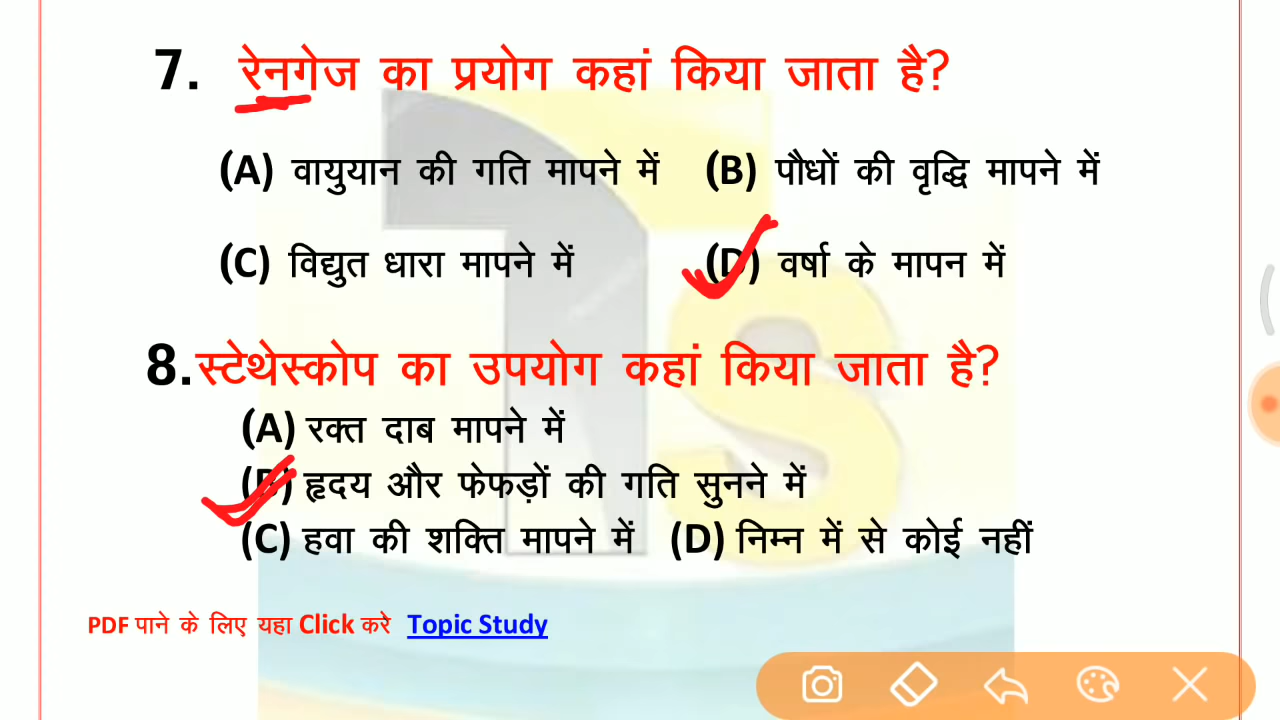 7. रेनगेज का प्रयोग कहां किया जाता है?
(A) वायुयान की गति मापने में (B) पौधों की वृद्धि मापने में
(C) विद्युत धारा मापने में (D) वर्षा के मापन में
8. स्टेथेस्कोप का उपयोग कहां किया जाता है?
(A) रक्त दाब मापने में
(B) हृदय और फेफड़ों की गति सुनने में
(C) हवा की शक्ति मापने में (D) निम्न में से कोई नहीं
PDF पाने के लिए यहा Click करे Topic Study